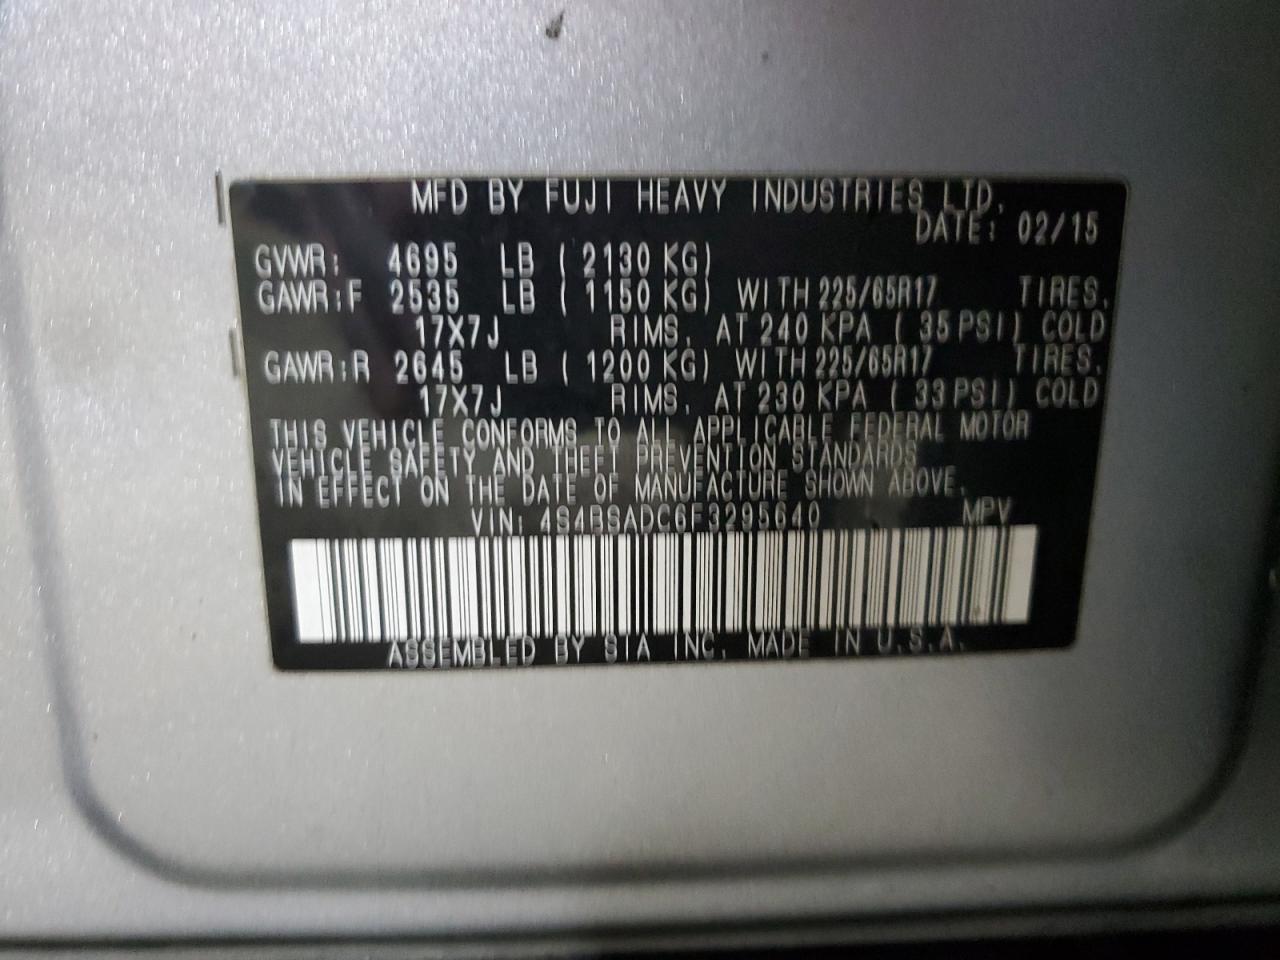 MFD BY FUJI HEAVY INDUSTRIES LTD.
DATE: 02/15
GVWR: 4695 LB ( 2130 KG)
GAWR:F 2535 LB ( 1150 KG) WITH 225/65R17 TIRES,
17X7J RIMS, AT 240 KPA ( 35 PSI) COLD
GAWR:R 2645 LB ( 1200 KG) WITH 225/65R17 TIRES,
17X7J RIMS, AT 230 KPA ( 33 PSI) COLD
THIS VEHICLE CONFORMS TO ALL APPLICABLE FEDERAL MOTOR
VEHICLE SAFETY AND THEFT PREVENTION STANDARDS
IN EFFECT ON THE DATE OF MANUFACTURE SHOWN ABOVE.
VIN: 4S4BSADC6F3295640 MPV
ASSEMBLED BY SIA INC. MADE IN U.S.A.